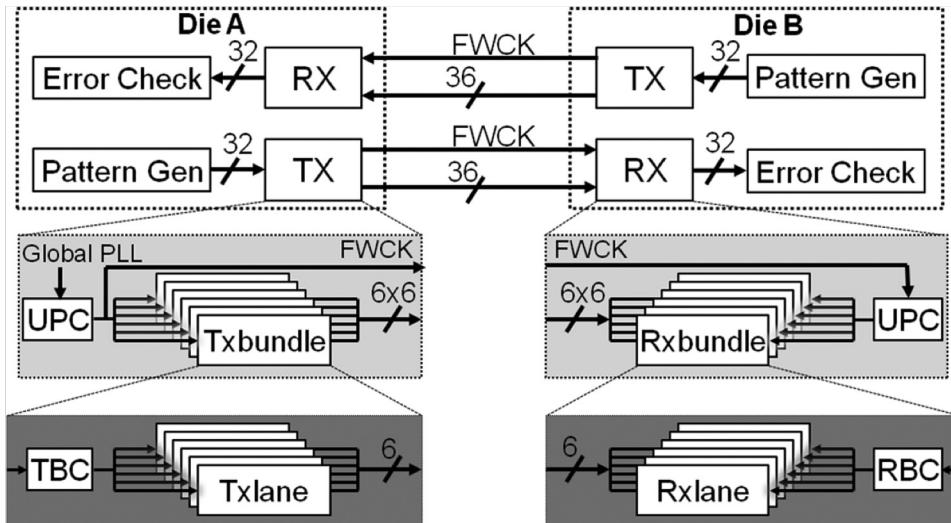 Die A
Die B
FWCK
Error Check
32
RX
36
TX
32
Pattern Gen
FWCK
Pattern Gen
32
TX
36
RX
32
Error Check
Global PLL
FWCK
FWCK
UPC
Txbundle
6x6
6x6
Rxbundle
UPC
TBC
Txlane
6
6
Rxlane
RBC